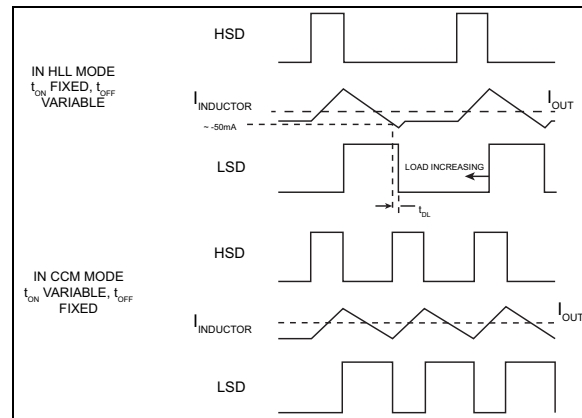 HSD
IN HLL MODE
tON FIXED, tOFF
VARIABLE
IINDUCTOR
IOUT
~ -50mA
LSD
LOAD INCREASING
tDL
HSD
IN CCM MODE
tON VARIABLE, tOFF
FIXED
IINDUCTOR
IOUT
LSD